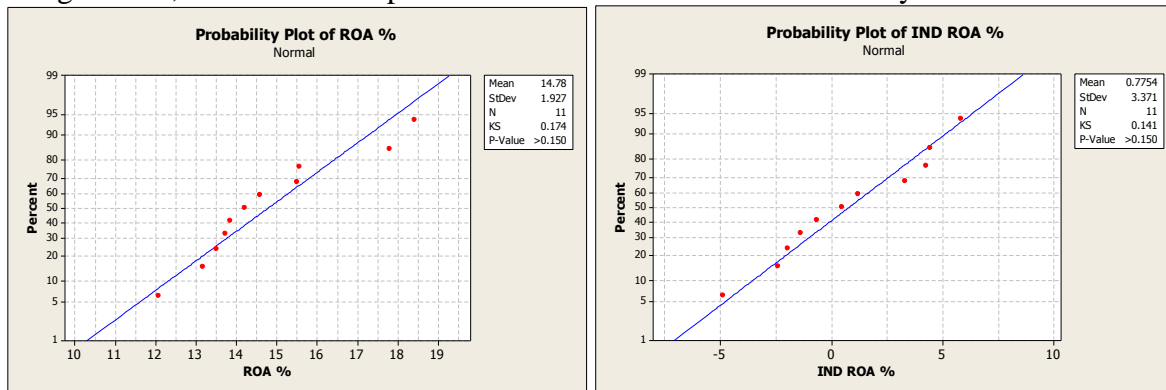 Probability Plot of ROA %
Normal
99
95
90
80
70
60
50
40
30
20
10
5
1
Percent
10 11 12 13 14 15 16 17 18 19
ROA %
Mean 14.78
StDev 1.927
N 11
KS 0.174
P-Value >0.150
Probability Plot of IND ROA %
Normal
99
95
90
80
70
60
50
40
30
20
10
5
1
Percent
-5 0 5 10
IND ROA %
Mean 0.7754
StDev 3.371
N 11
KS 0.141
P-Value >0.150